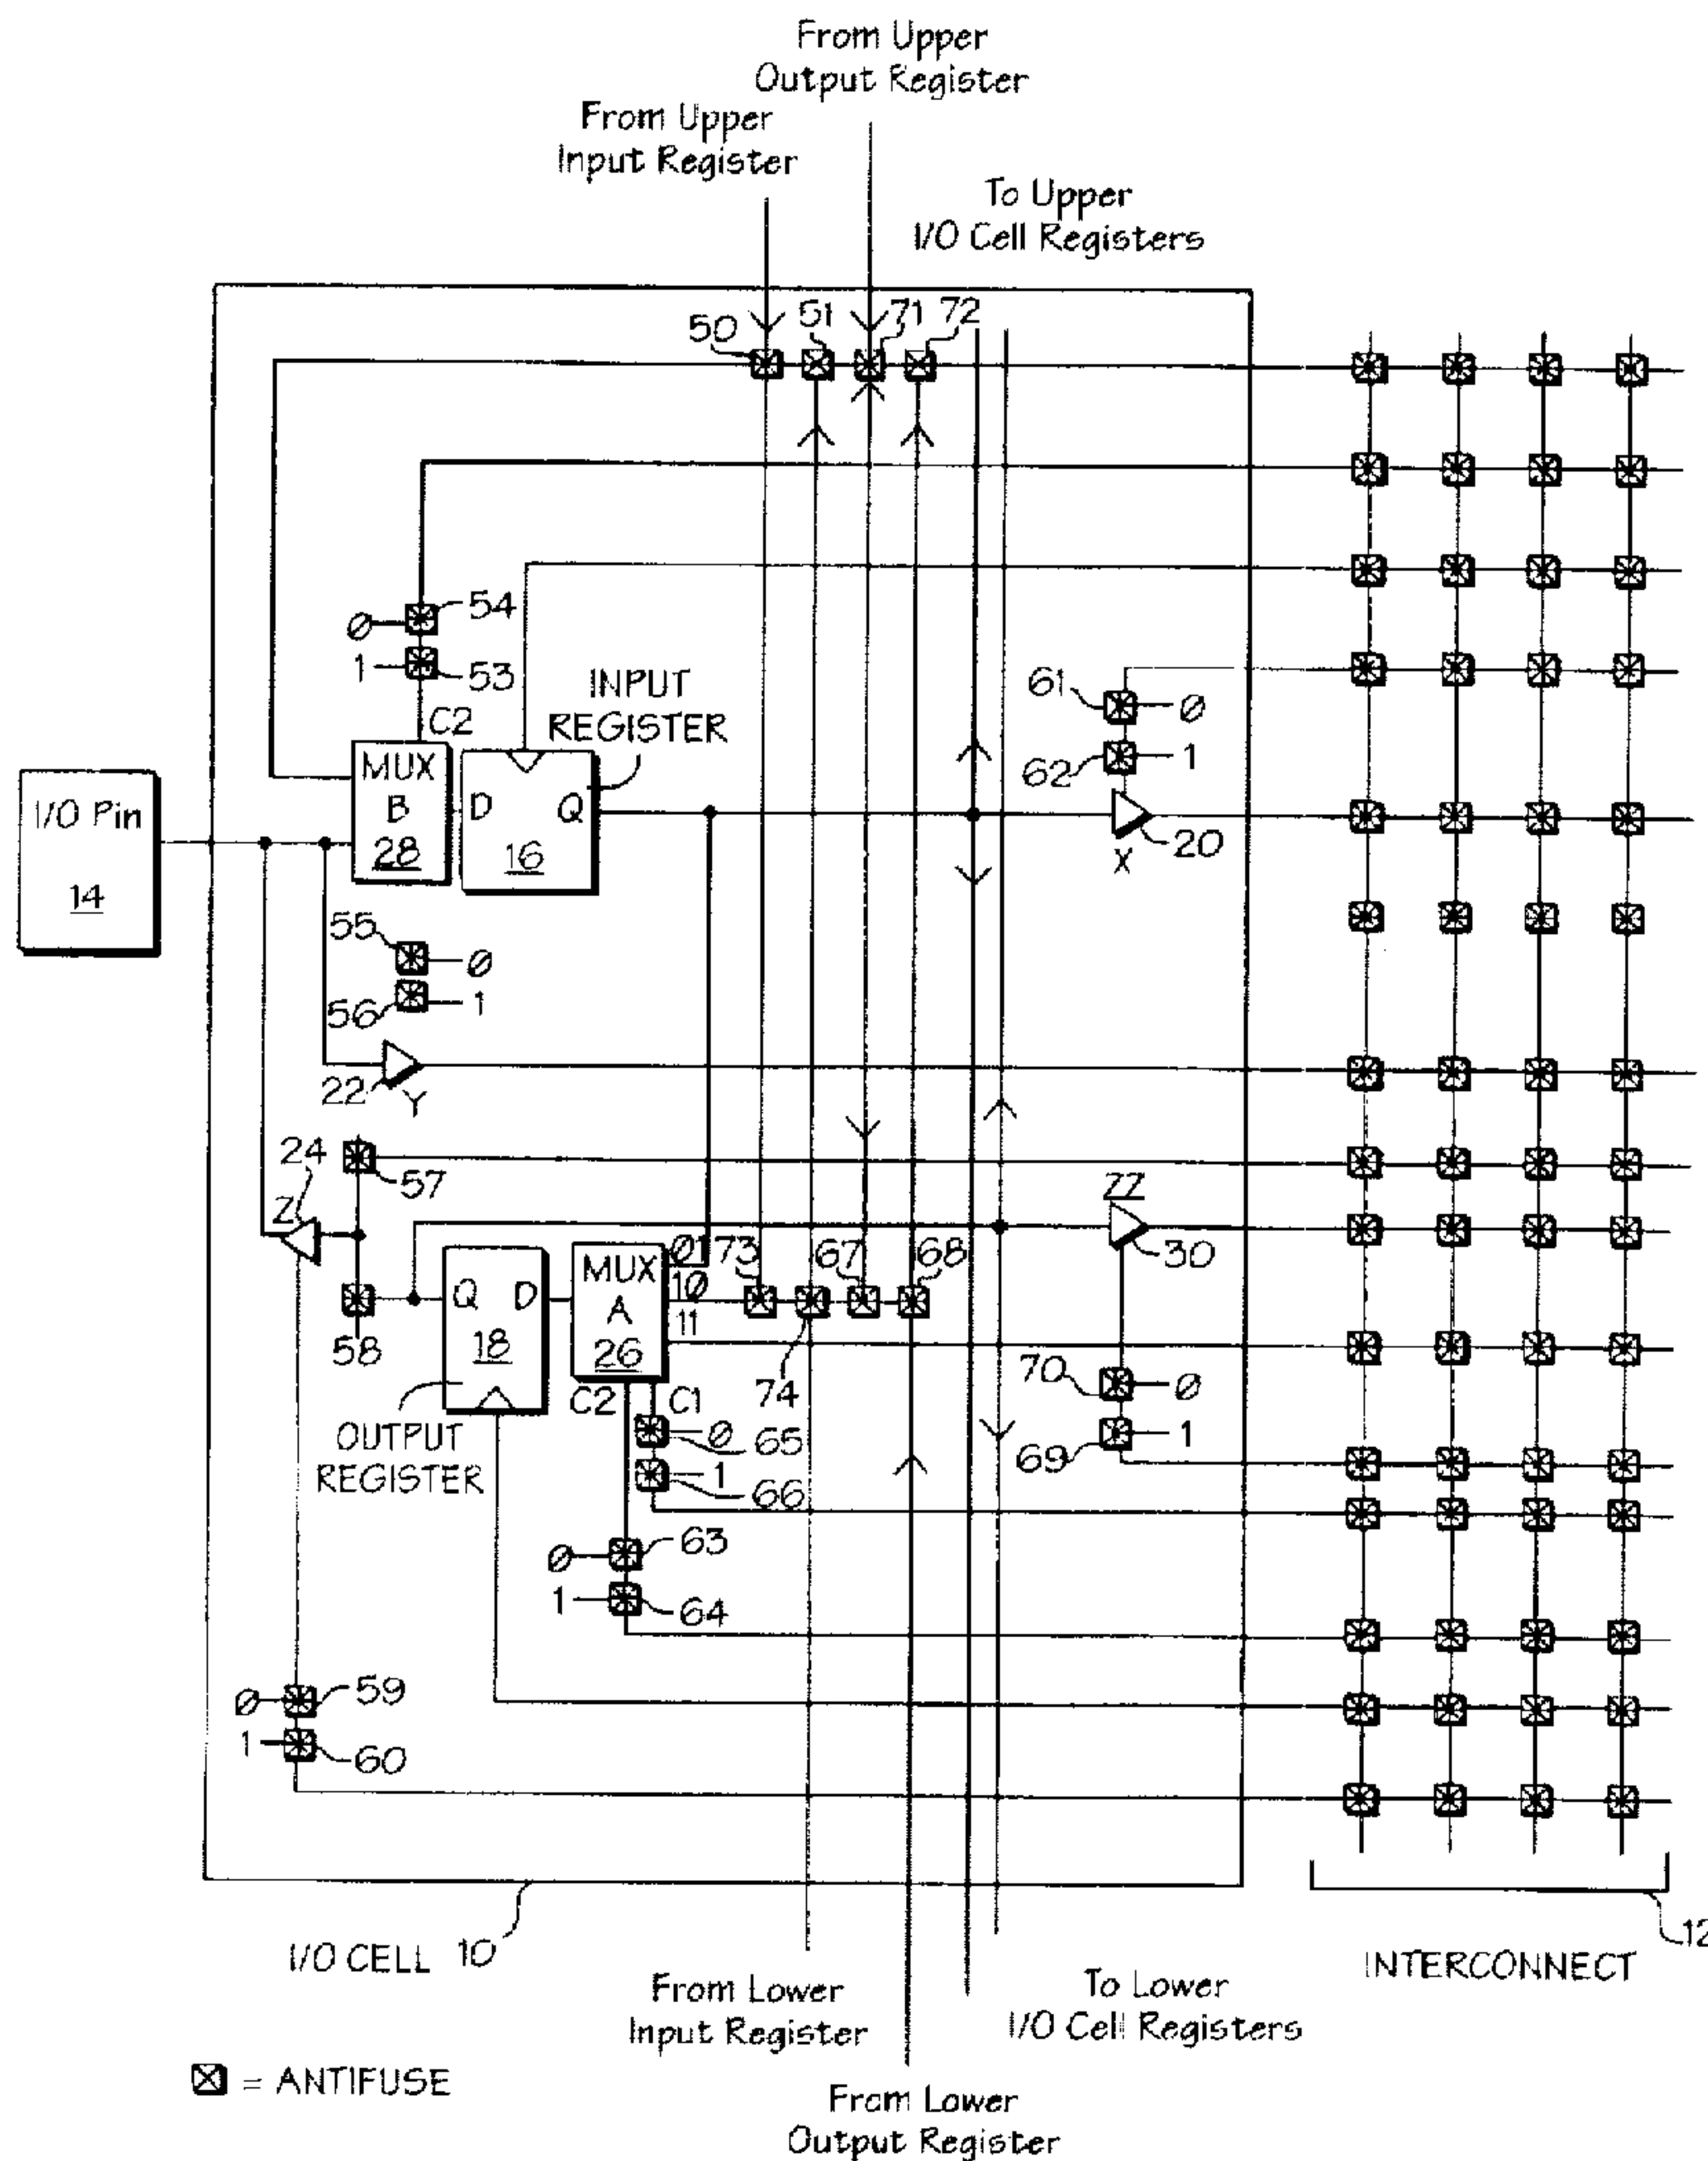 From Upper
Output Register
From Upper
Input Register
To Upper
I/O Cell Registers
50
51
71
72
Ø
54
1
53
C2
INPUT
REGISTER
61
Ø
62
1
I/O Pin
14
MUX
B
28
D
Q
16
20
X
55
Ø
56
1
22
Y
24
57
Z
22
30
MUX
A
26
01
10
11
73
67
68
Q
D
18
58
74
C2
C1
70
Ø
69
1
OUTPUT
REGISTER
Ø
65
1
66
Ø
63
1
64
Ø
59
1
60
I/O CELL
10
12
INTERCONNECT
From Lower
Input Register
To Lower
I/O Cell Registers
= ANTIFUSE
From Lower
Output Register